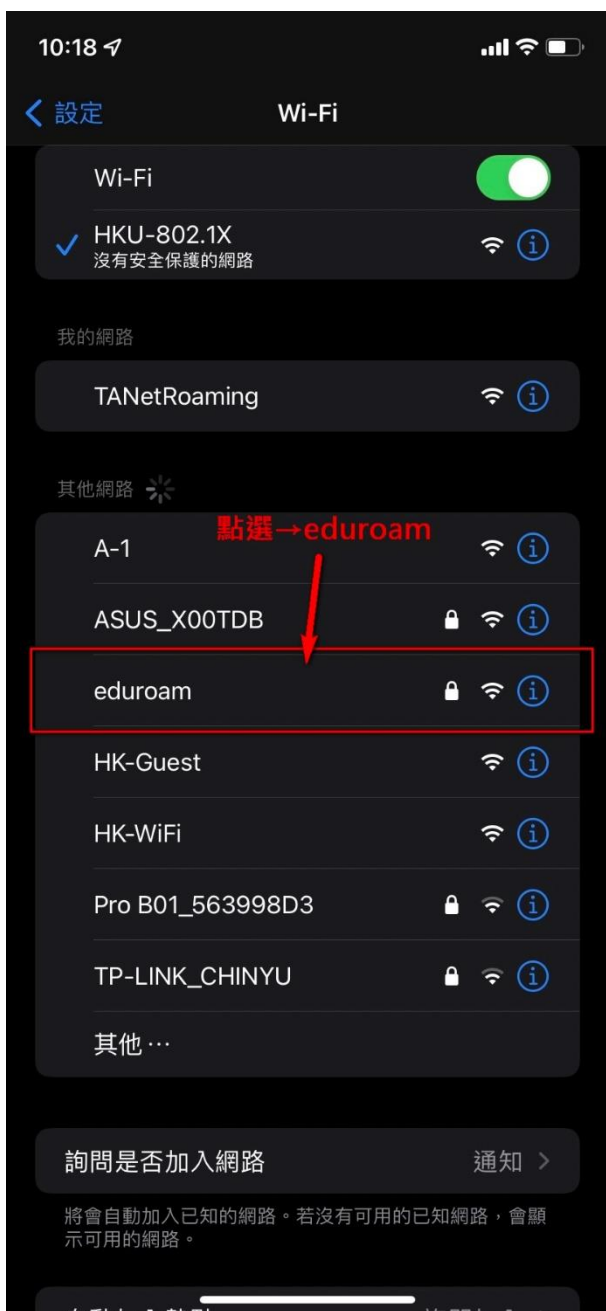 10:18
設定
Wi-Fi
Wi-Fi
HKU-802.1X
沒有安全保護的網路
我的網路
TANetRoaming
其他網路
點選→eduroam
A-1
ASUS_X00TDB
eduroam
HK-Guest
HK-WiFi
Pro B01_563998D3
TP-LINK_CHINYU
其他…
詢問是否加入網路
通知
將會自動加入已知的網路。若沒有可用的已知網路，會顯
示可用的網路。